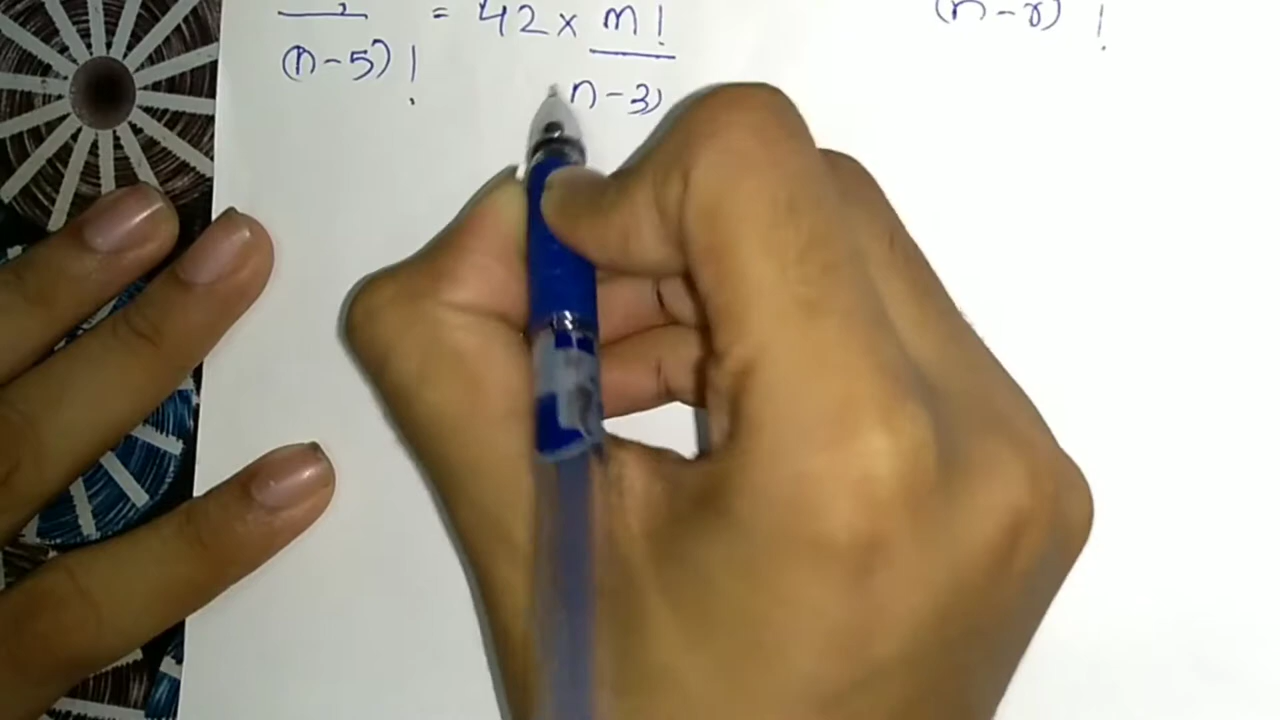 = 42 × n! (n-r)!
(n-5)! n-3)